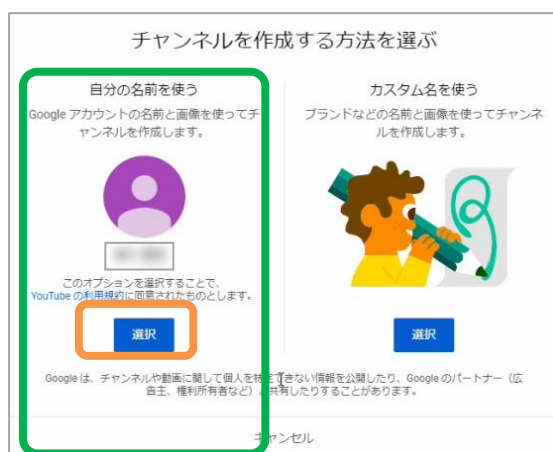 チャンネルを作成する方法を選ぶ
自分の名前を使う
Google アカウントの名前と画像を使ってチ
ャンネルを作成します。
このオプションを選択することで、
YouTube の利用規約に同意されたものとします。
選択
カスタム名を使う
ブランドなどの名前と画像を使ってチャンネ
ルを作成します。
選択
Google は、チャンネルや動画に関して個人を特定できない情報を公開したり、Google のパートナー（広
告主、権利所有者など）と共有したりすることがあります。
キャンセル